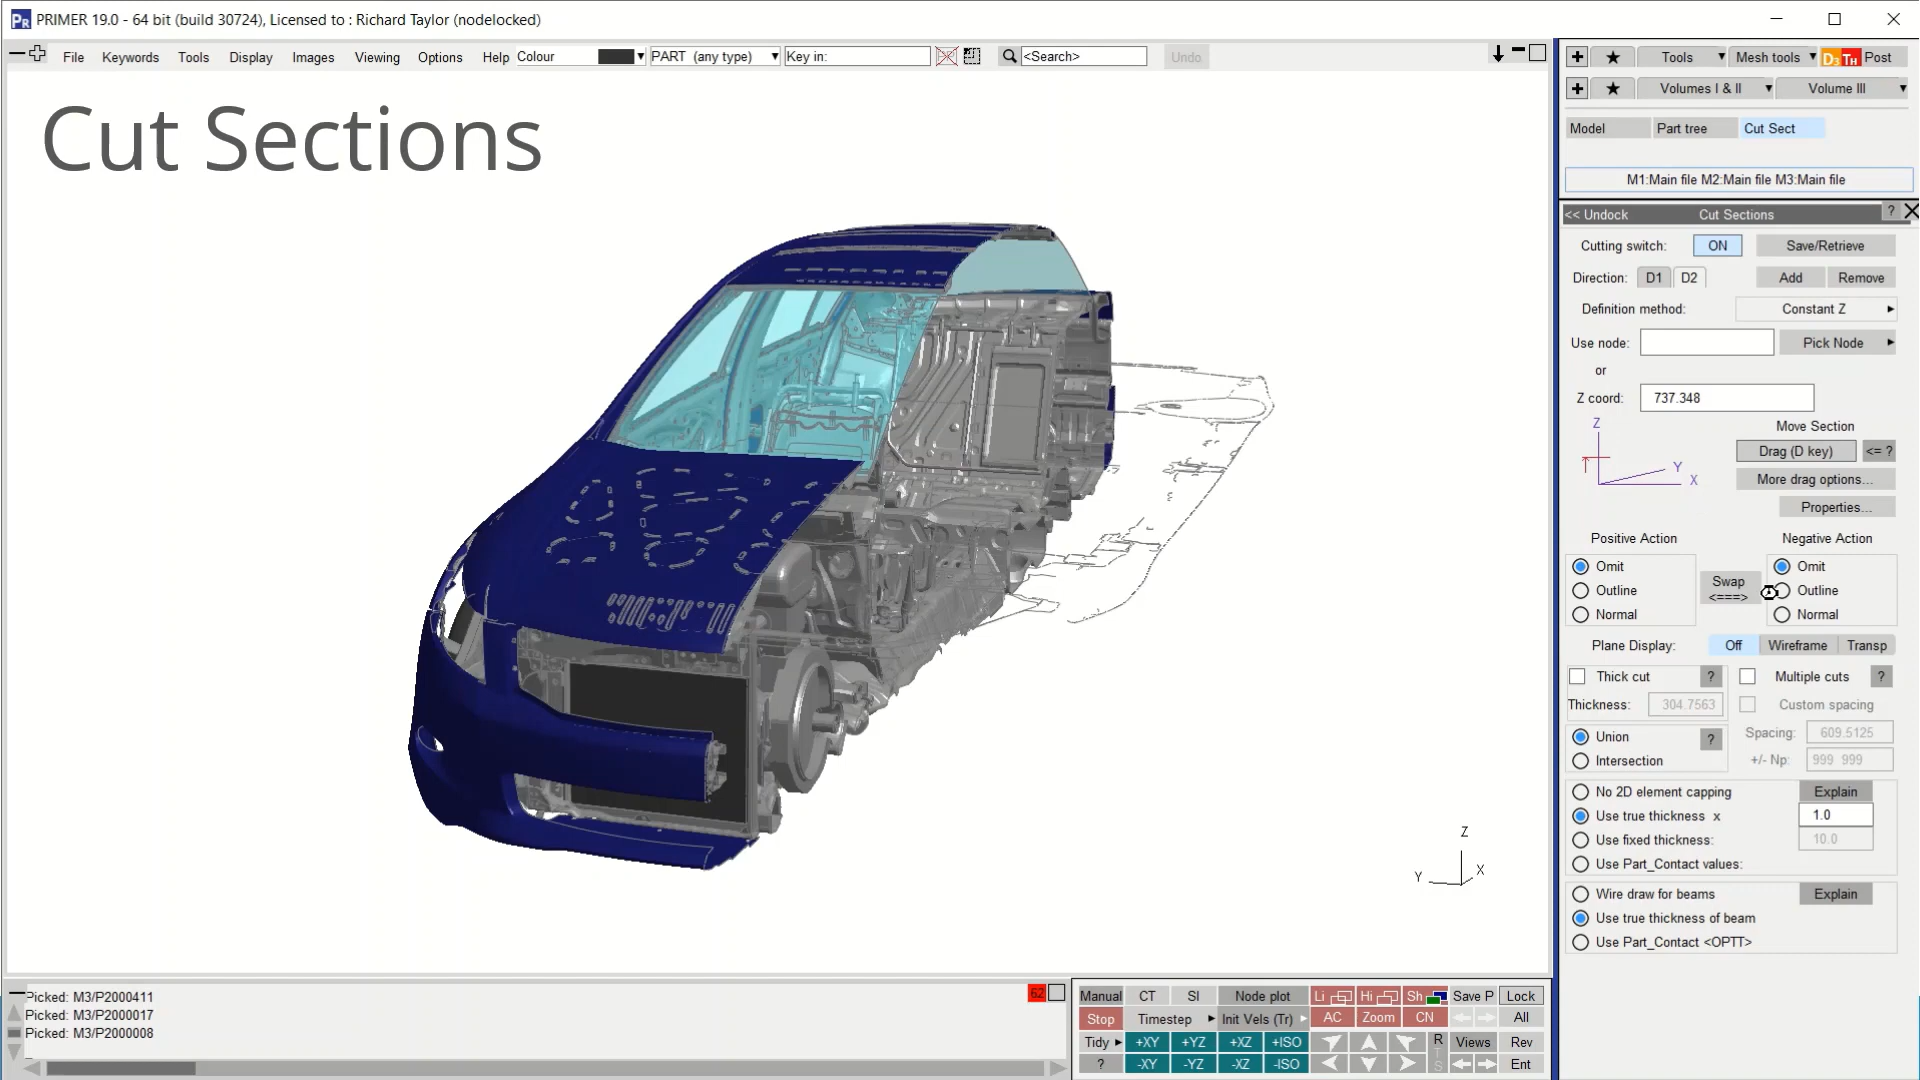 PR PRIMER 19.0 - 64 bit (build 30724), Licensed to : Richard Taylor (nodelocked)
File Keywords Tools Display Images Viewing Options Help Colour PART (any type) Key in: <Search> Undo
Cut Sections
Tools Mesh tools D3 TH Post
Volumes I & II Volume III
Model Part tree Cut Sect
M1:Main file M2:Main file M3:Main file
<< Undock Cut Sections ?
Cutting switch: ON Save/Retrieve
Direction: D1 D2 Add Remove
Definition method: Constant Z
Use node: Pick Node
or
Z coord: 737.348
Z Y X
Move Section
Drag (D key) <= ?
More drag options...
Properties...
Positive Action Negative Action
Omit Omit
Outline Swap <===> Outline
Normal Normal
Plane Display: Off Wireframe Transp
Thick cut ? Multiple cuts ?
Thickness: 304.7563 Custom spacing
Union ? Spacing: 609.5125
Intersection +/- Np: 999 999
No 2D element capping Explain
Use true thickness x 1.0
Use fixed thickness: 10.0
Use Part_Contact values:
Wire draw for beams Explain
Use true thickness of beam
Use Part_Contact <OPTT>
Z
Y X
Picked: M3/P2000411
Picked: M3/P2000017
Picked: M3/P2000008
62
Manual CT SI Node plot Li Hi Sh Save P Lock
Stop Timestep Init Vels (Tr) AC Zoom CN All
Tidy +XY +YZ +XZ +ISO R T S Views Rev
? -XY -YZ -XZ -ISO Ent